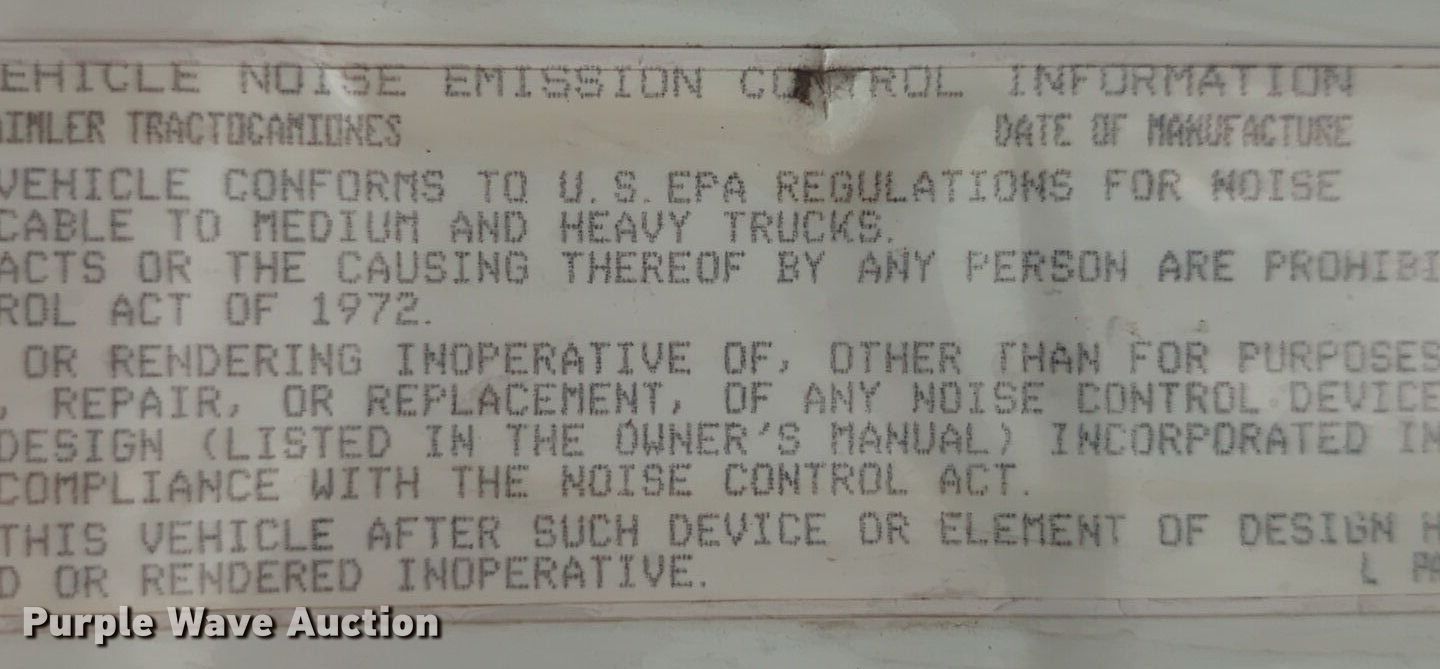 EHICLE NOISE EMISSION CONTROL INFORMATION
AIMLER TRACTOCAMIONES DATE OF MANUFACTURE
VEHICLE CONFORMS TO U.S.EPA REGULATIONS FOR NOISE
CABLE TO MEDIUM AND HEAVY TRUCKS.
ACTS OR THE CAUSING THEREOF BY ANY PERSON ARE PROHIBI
ROL ACT OF 1972.
OR RENDERING INOPERATIVE OF, OTHER THAN FOR PURPOSES
, REPAIR, OR REPLACEMENT, OF ANY NOISE CONTROL DEVICE
DESIGN (LISTED IN THE OWNER'S MANUAL) INCORPORATED IN
COMPLIANCE WITH THE NOISE CONTROL ACT.
THIS VEHICLE AFTER SUCH DEVICE OR ELEMENT OF DESIGN H
D OR RENDERED INOPERATIVE. L PA
Purple Wave Auction